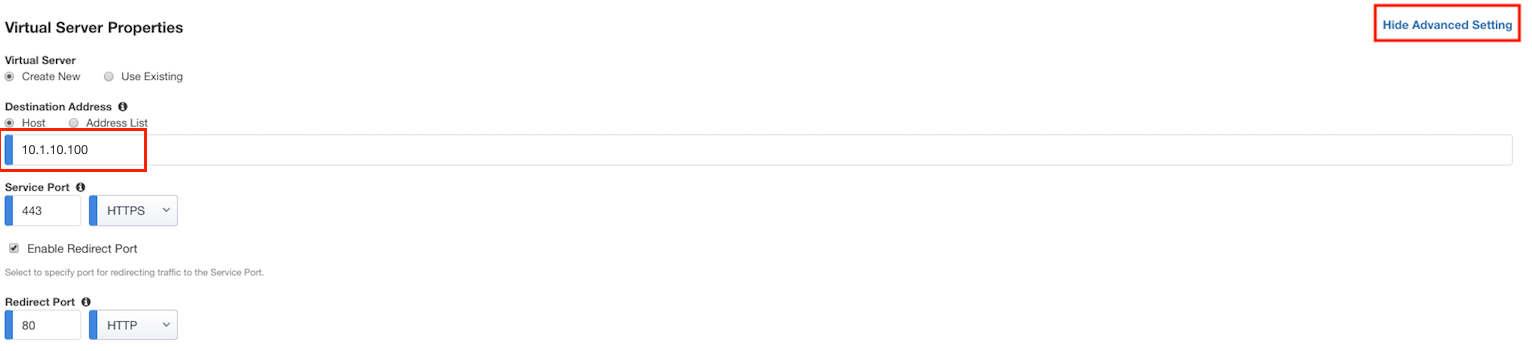 Virtual Server Properties
Hide Advanced Setting
Virtual Server
Create New Use Existing
Destination Address
Host Address List
10.1.10.100
Service Port
443 HTTPS
Enable Redirect Port
Select to specify port for redirecting traffic to the Service Port.
Redirect Port
80 HTTP